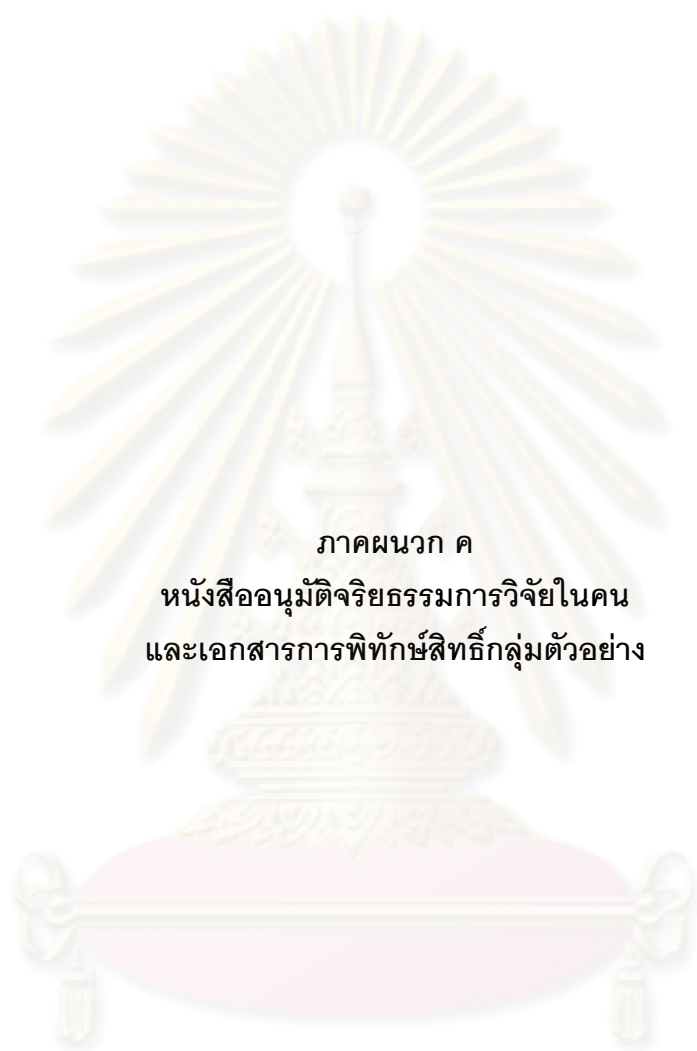 ภาคผนวก ค
หนังสืออนุมัติจริยธรรมการวิจัยในคน
และเอกสารการพิทักษ์สิทธิ์กลุ่มตัวอย่าง